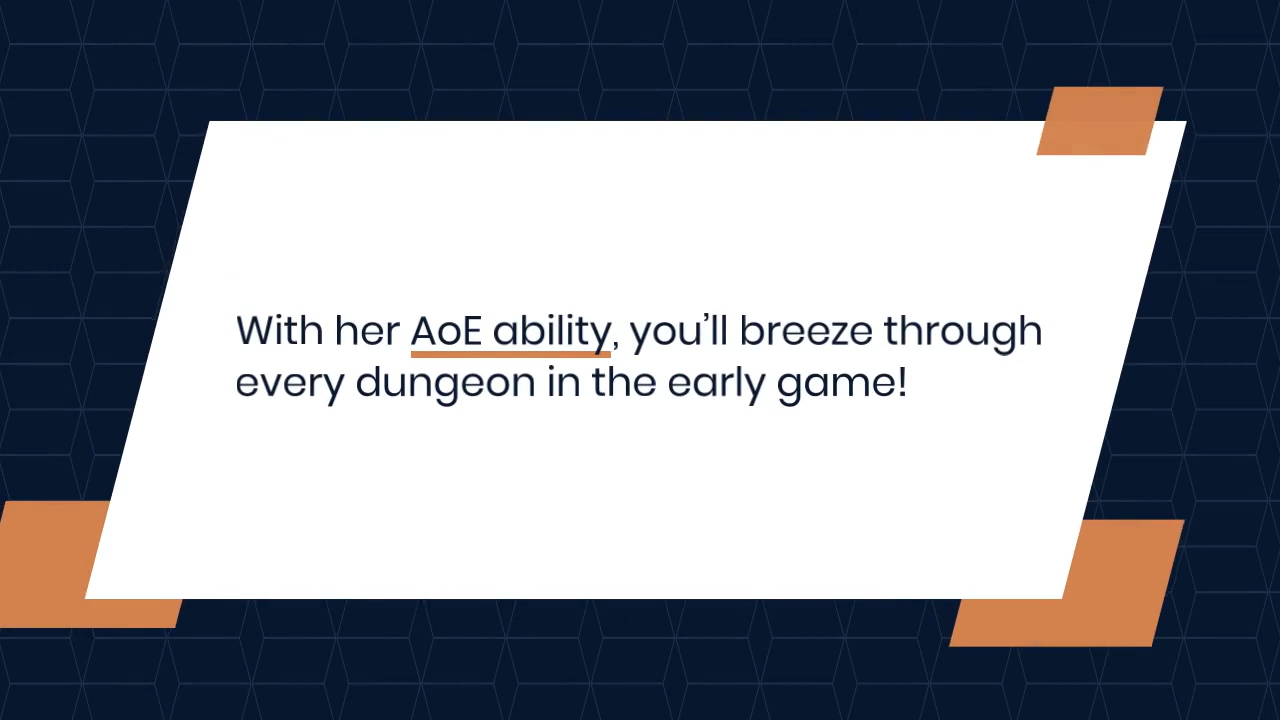 With her AoE ability, you’ll breeze through
every dungeon in the early game!